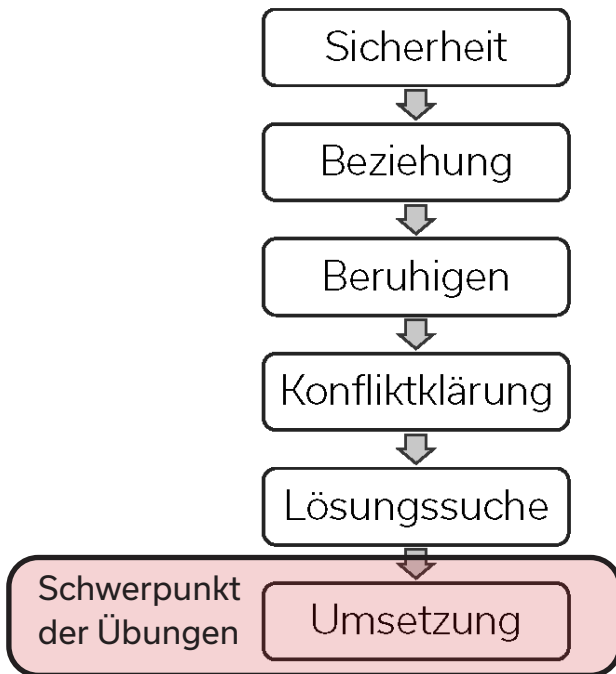 Sicherheit
Beziehung
Beruhigen
Konfliktklärung
Lösungssuche
Schwerpunkt
der Übungen
Umsetzung